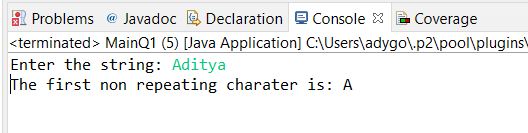 Problems @ Javadoc Declaration Console Coverage
<terminated> MainQ1 (5) [Java Application] C:\Users\adygo\.p2\pool\plugins\
Enter the string: Aditya
The first non repeating charater is: A